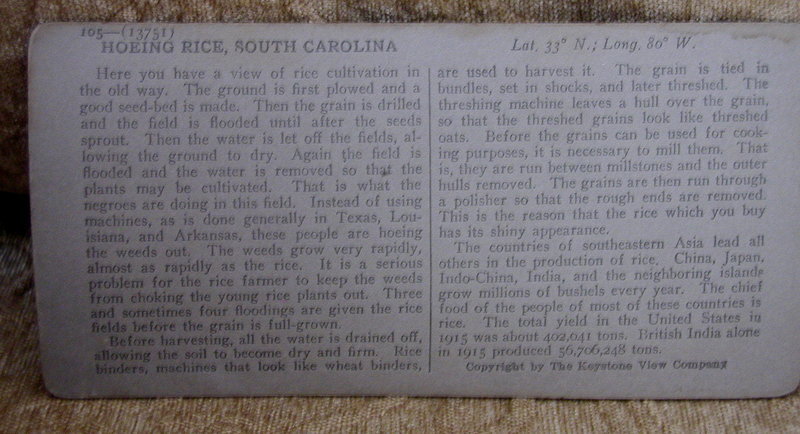 105—(13751)
HOEING RICE, SOUTH CAROLINA
Lat. 33° N.; Long. 80° W.
Here you have a view of rice cultivation in
the old way. The ground is first plowed and a
good seed-bed is made. Then the grain is drilled
and the field is flooded until after the seeds
sprout. Then the water is let off the fields, al-
lowing the ground to dry. Again the field is
flooded and the water is removed so that the
plants may be cultivated. That is what the
negroes are doing in this field. Instead of using
machines, as is done generally in Texas, Lou-
isiana, and Arkansas, these people are hoeing
the weeds out. The weeds grow very rapidly,
almost as rapidly as the rice. It is a serious
problem for the rice farmer to keep the weeds
from choking the young rice plants out. Three
and sometimes four floodings are given the rice
fields before the grain is full-grown.
Before harvesting, all the water is drained off,
allowing the soil to become dry and firm. Rice
binders, machines that look like wheat binders,
are used to harvest it. The grain is tied in
bundles, set in shocks, and later threshed. The
threshing machine leaves a hull over the grain,
so that the threshed grains look like threshed
oats. Before the grains can be used for cook-
ing purposes, it is necessary to mill them. That
is, they are run between millstones and the outer
hulls removed. The grains are then run through
a polisher so that the rough ends are removed.
This is the reason that the rice which you buy
has its shiny appearance.
The countries of southeastern Asia lead all
others in the production of rice. China, Japan,
Indo-China, India, and the neighboring islands
grow millions of bushels every year. The chief
food of the people of most of these countries is
rice. The total yield in the United States in
1915 was about 402,041 tons. British India alone
in 1915 produced 56,706,248 tons.
Copyright by The Keystone View Company